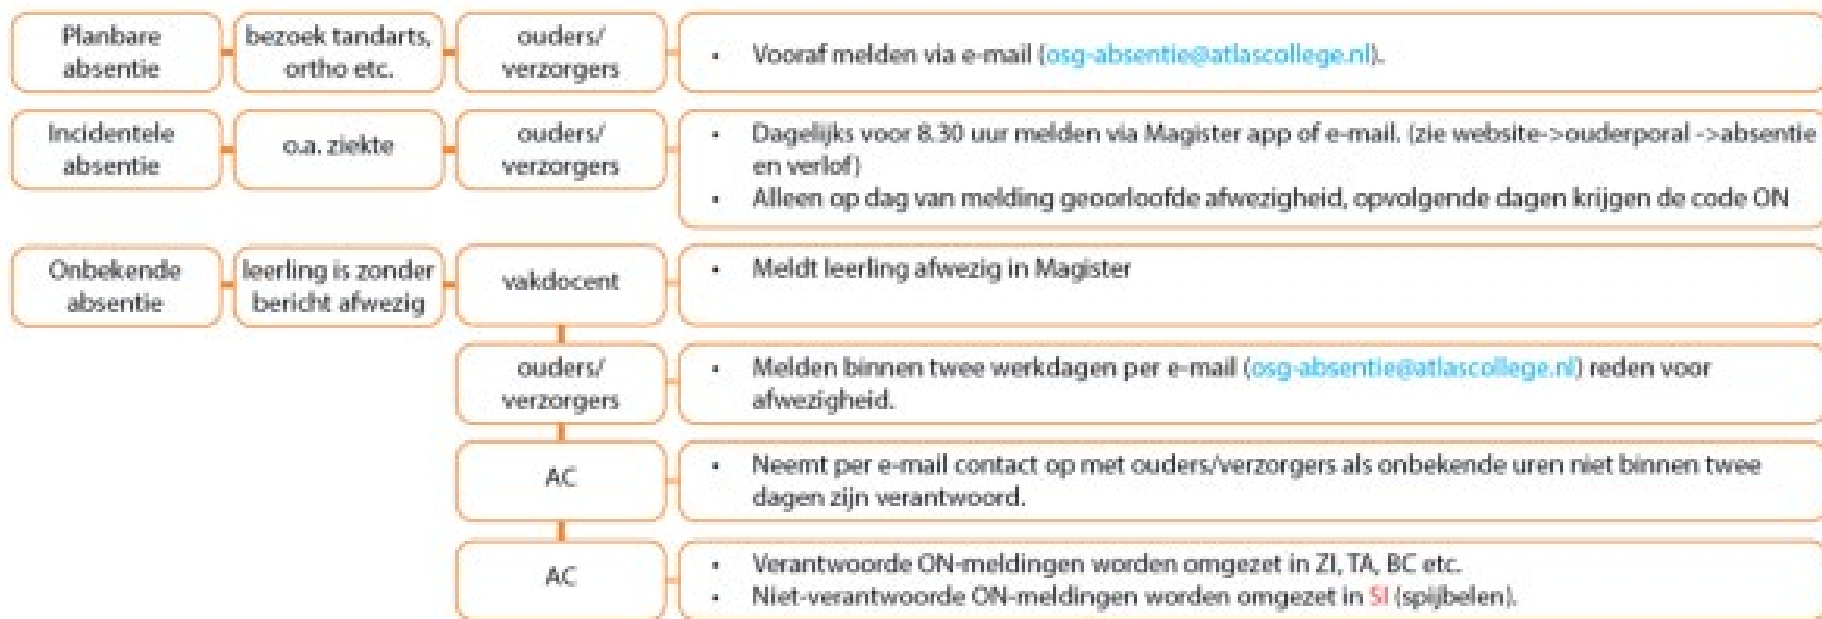 Planbare
absentie
bezoek tandarts,
ortho etc.
ouders/
verzorgers
• Vooraf melden via e-mail (osg-absentie@atlascollege.nl).
Incidentele
absentie
o.a. ziekte
ouders/
verzorgers
• Dagelijks voor 8.30 uur melden via Magister app of e-mail. (zie website->ouderporal ->absentie
en verlof)
• Alleen op dag van melding geoorloofde afwezigheid, opvolgende dagen krijgen de code ON
Onbekende
absentie
leerling is zonder
bericht afwezig
vakdocent
• Meldt leerling afwezig in Magister
ouders/
verzorgers
• Melden binnen twee werkdagen per e-mail (osg-absentie@atlascollege.nl) reden voor
afwezigheid.
AC
• Neemt per e-mail contact op met ouders/verzorgers als onbekende uren niet binnen twee
dagen zijn verantwoord.
AC
• Verantwoorde ON-meldingen worden omgezet in ZI, TA, BC etc.
• Niet-verantwoorde ON-meldingen worden omgezet in SI (spijbelen).